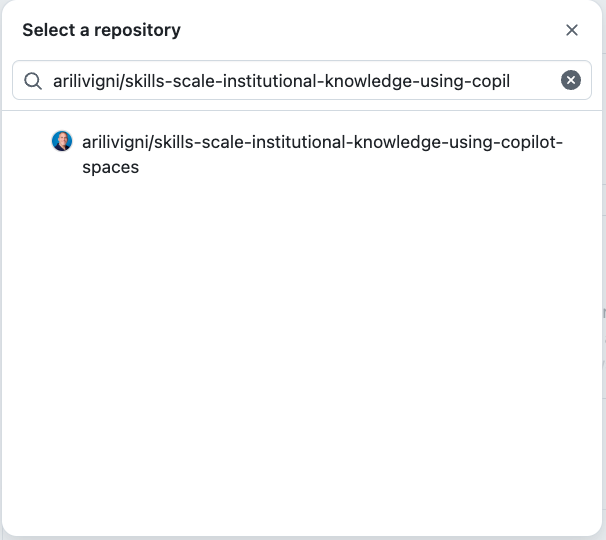 Select a repository
arilivigni/skills-scale-institutional-knowledge-using-copil
arilivigni/skills-scale-institutional-knowledge-using-copilot-
spaces